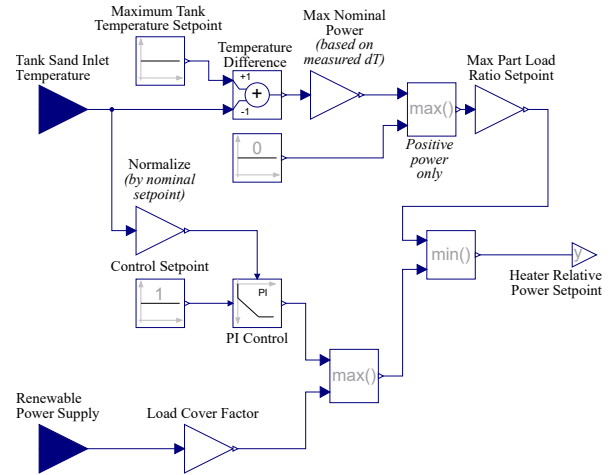 Maximum Tank
Temperature Setpoint
Max Nominal
Power
(based on
measured dT)
Tank Sand Inlet
Temperature
Temperature
Difference
+1
+
-1
Max Part Load
Ratio Setpoint
max()
0
Positive
power
only
Normalize
(by nominal
setpoint)
min()
y
Heater Relative
Power Setpoint
Control Setpoint
1
PI
PI Control
max()
Renewable
Power Supply
Load Cover Factor